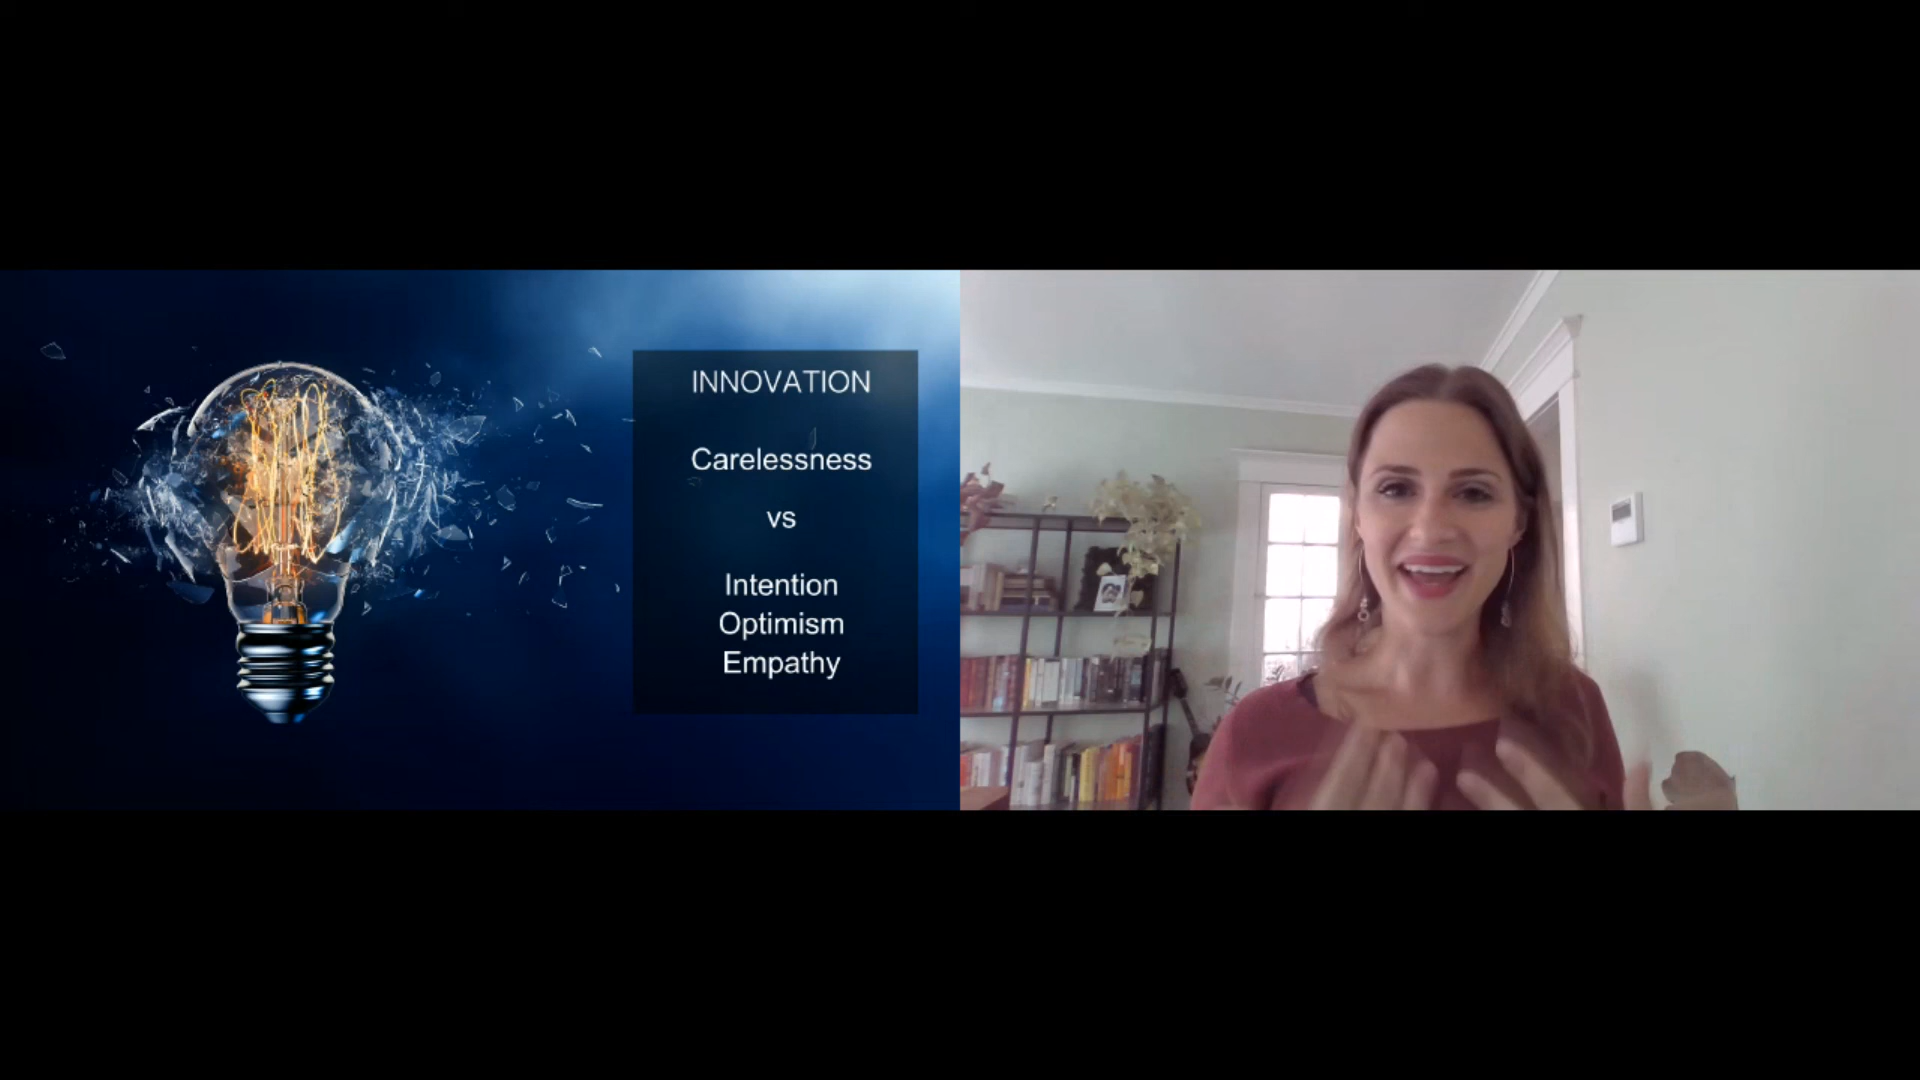 INNOVATION
Carelessness
vs
Intention
Optimism
Empathy